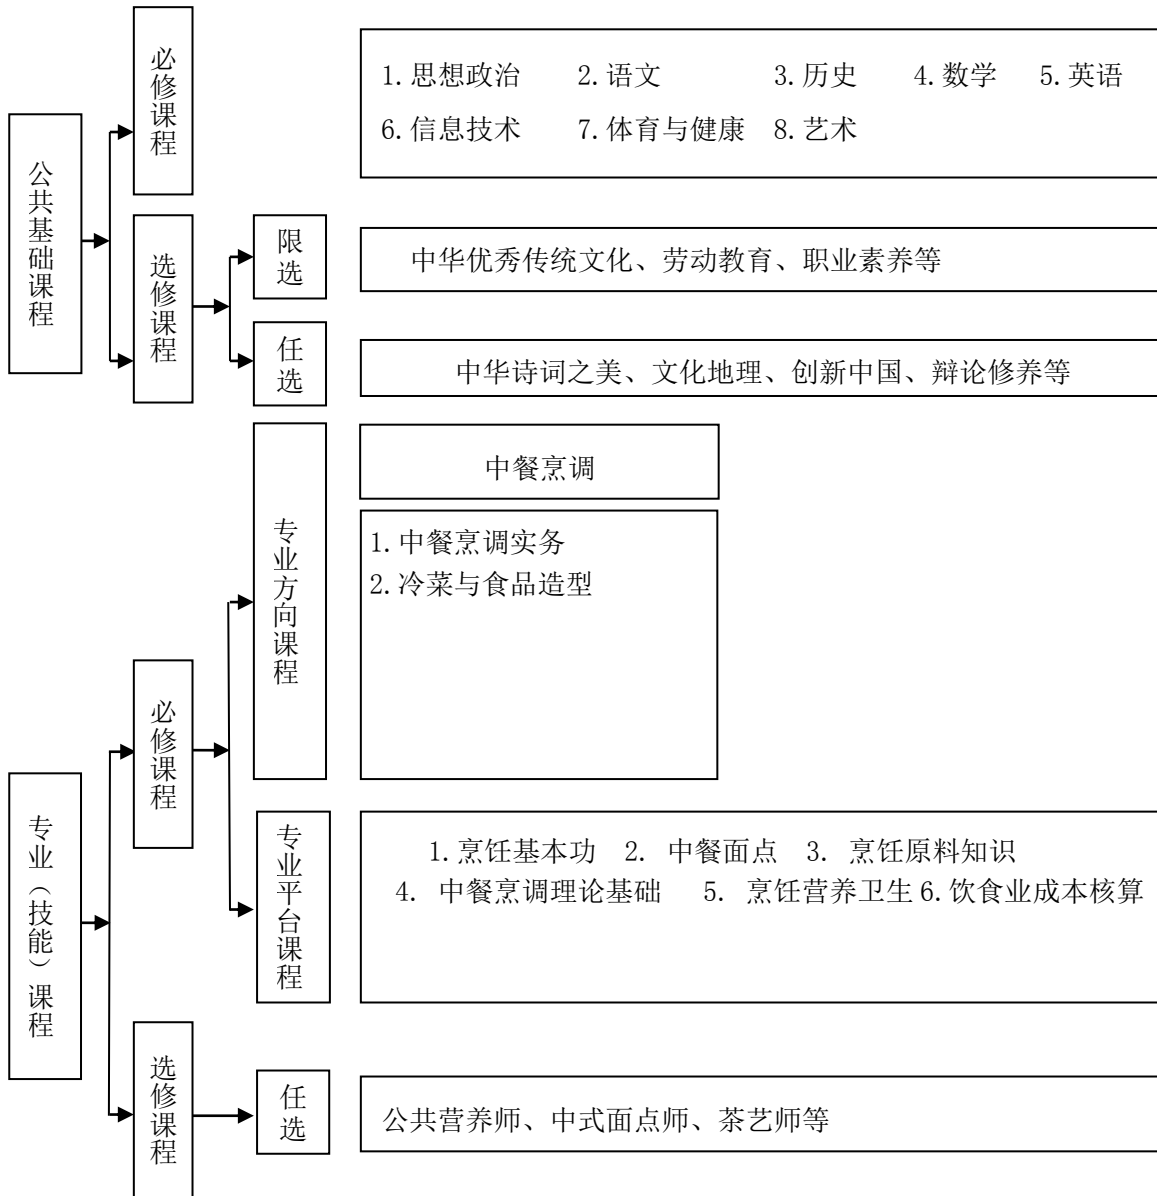 公共基础课程
必修课程
1.思想政治 2.语文 3.历史 4.数学 5.英语
6.信息技术 7.体育与健康 8.艺术
选修课程
限选
中华优秀传统文化、劳动教育、职业素养等
任选
中华诗词之美、文化地理、创新中国、辩论修养等
专业（技能）课程
必修课程
专业方向课程
中餐烹调
1.中餐烹调实务
2.冷菜与食品造型
专业平台课程
1.烹饪基本功 2. 中餐面点 3. 烹饪原料知识
4. 中餐烹调理论基础 5. 烹饪营养卫生 6.饮食业成本核算
选修课程
任选
公共营养师、中式面点师、茶艺师等